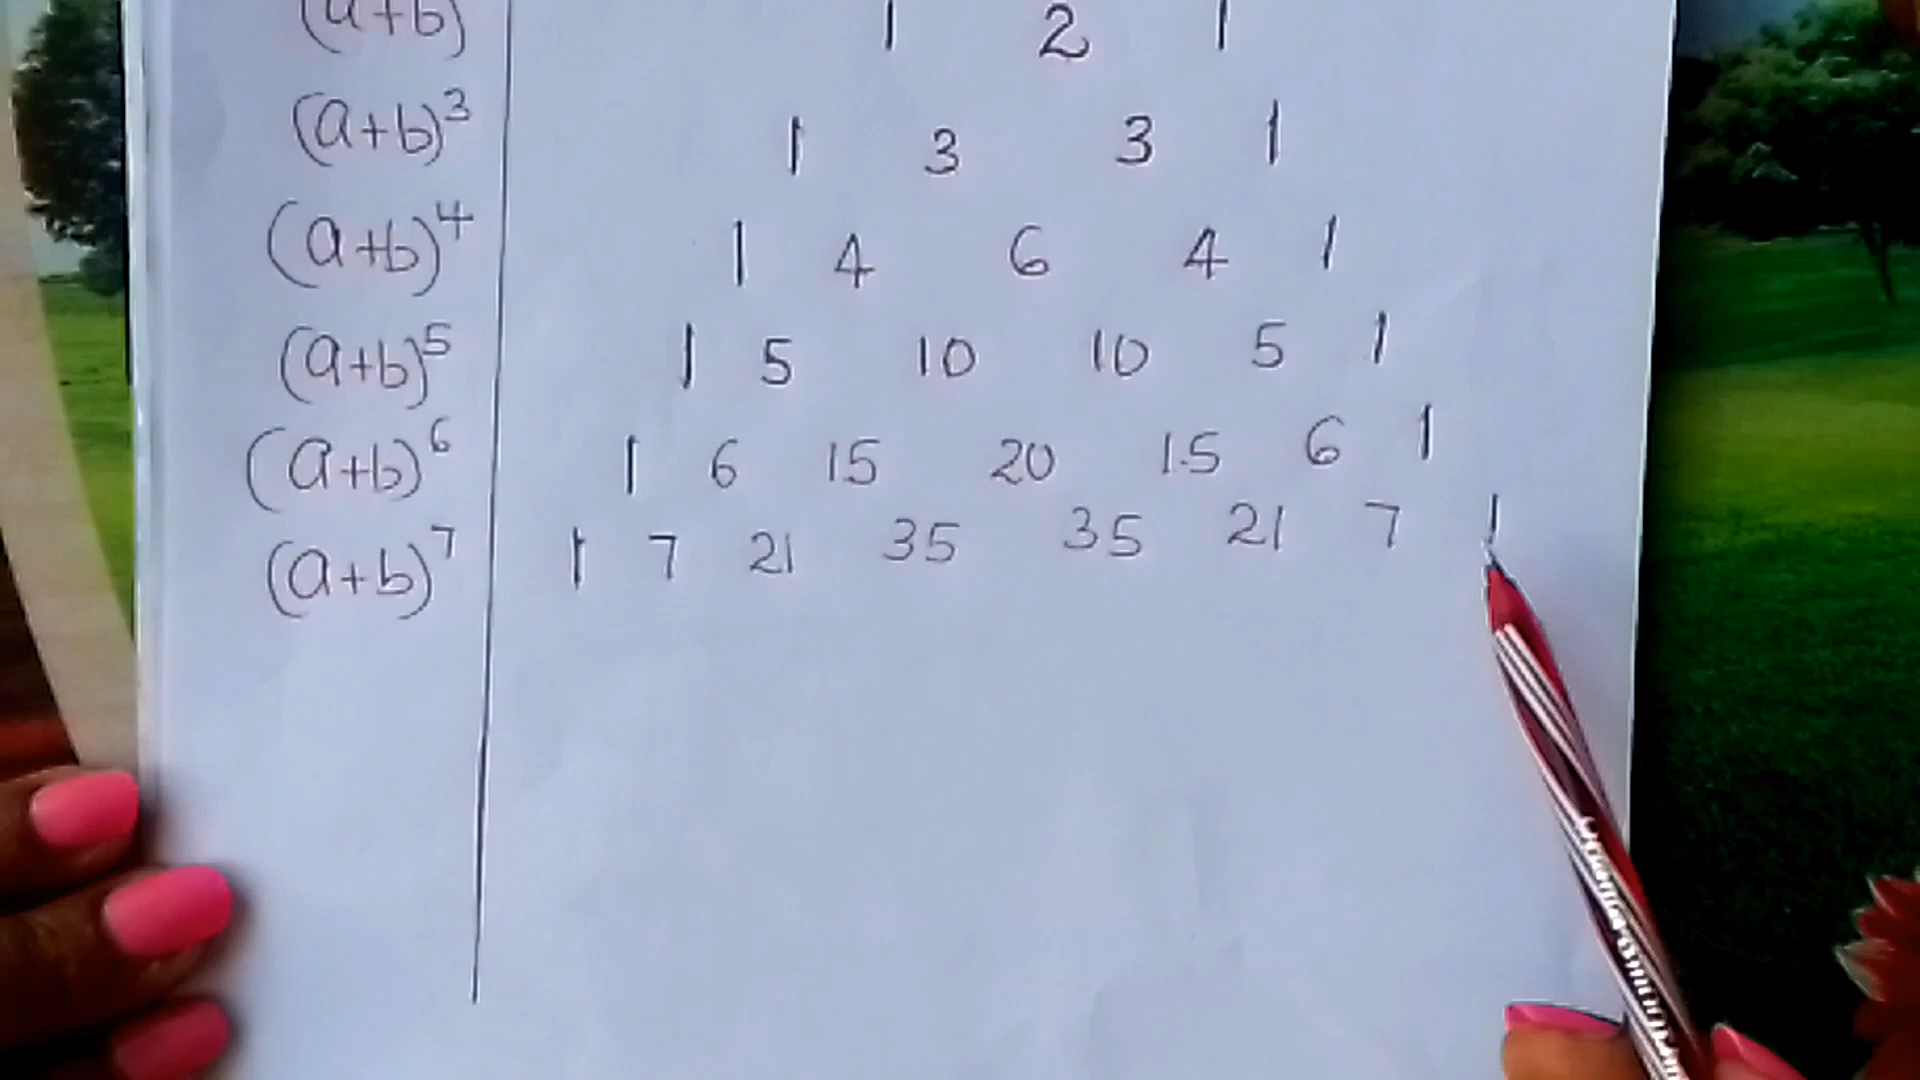 (a+b) 1 2 1
(a+b)³ 1 3 3 1
(a+b)⁴ 1 4 6 4 1
(a+b)⁵ 1 5 10 10 5 1
(a+b)⁶ 1 6 15 20 15 6 1
(a+b)⁷ 1 7 21 35 35 21 7 1